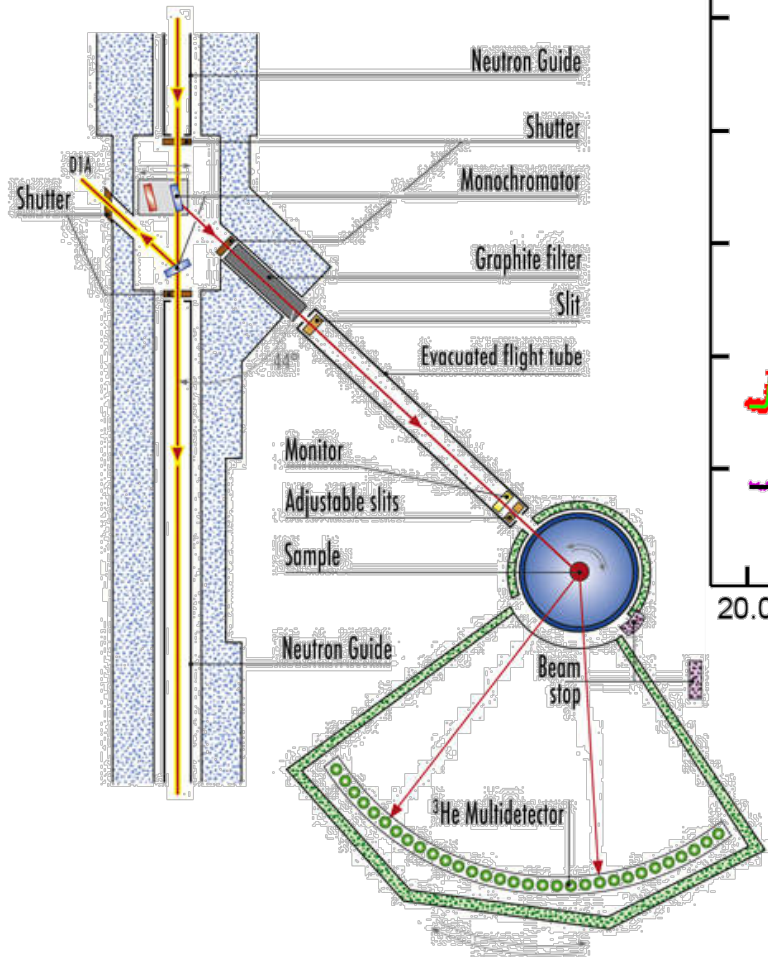 Neutron Guide
Shutter
D1A
Monochromator
Shutter
Graphite filter
Slit
44°
Evacuated flight tube
Monitor
Adjustable slits
Sample
20.0
Neutron Guide
Beam
stop
³He Multidetector